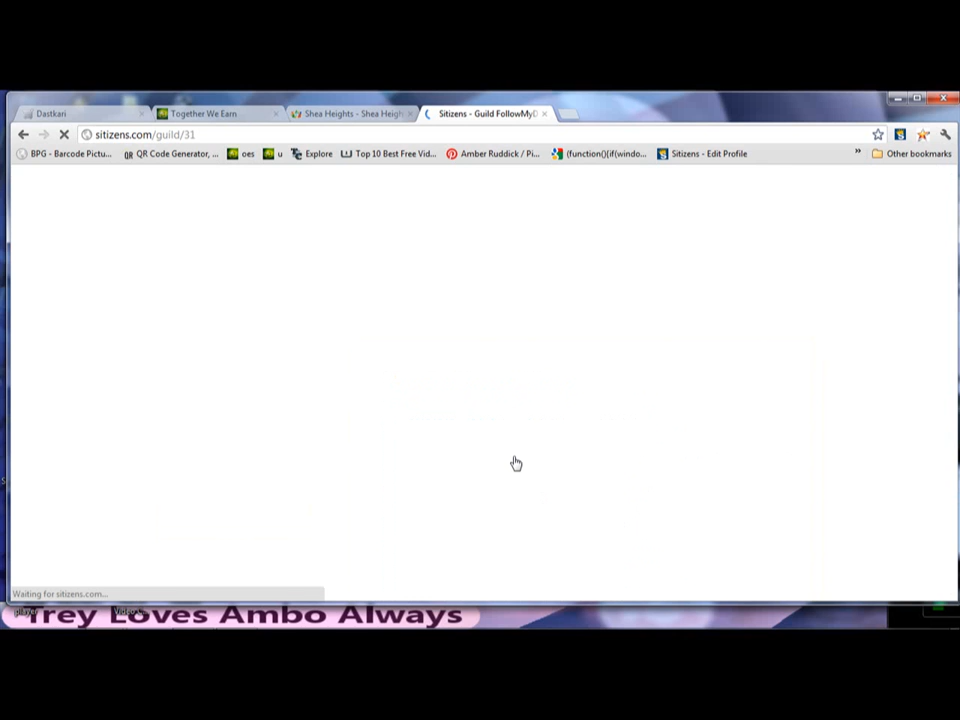 Dastkari
Together We Earn
Shea Heights - Shea Heigh
Sitizens - Guild FollowMyD
sitizens.com/guild/31
BPG - Barcode Pictu...
QR QR Code Generator, ...
oes
u
Explore
Top 10 Best Free Vid...
Amber Ruddick / Pi...
(function(){if(windo...
Sitizens - Edit Profile
»
Other bookmarks
Waiting for sitizens.com...
player
Trey Loves Ambo Always